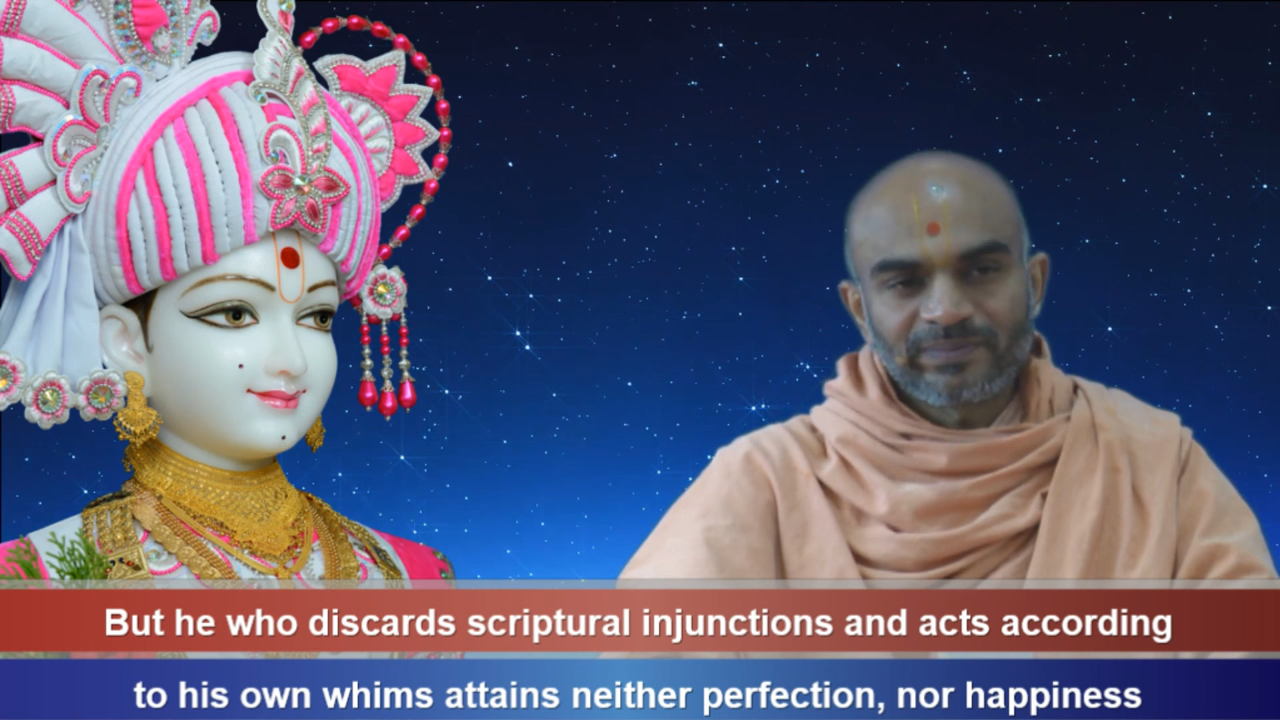 But he who discards scriptural injunctions and acts according
to his own whims attains neither perfection, nor happiness